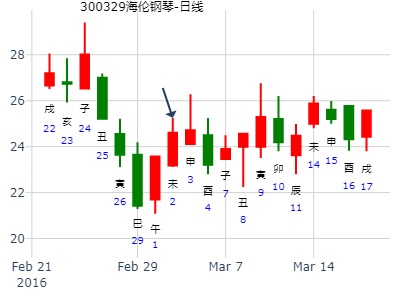 300329海伦钢琴-日线
28
26
24
22
20
戌
22
亥
23
子
24
丑
25
寅
26
巳
29
午
1
未
2
申
3
酉
4
子
7
丑
8
寅
9
卯
10
辰
11
未
14
申
15
酉
16
戌
17
Feb 21
2016
Feb 29
Mar 7
Mar 14